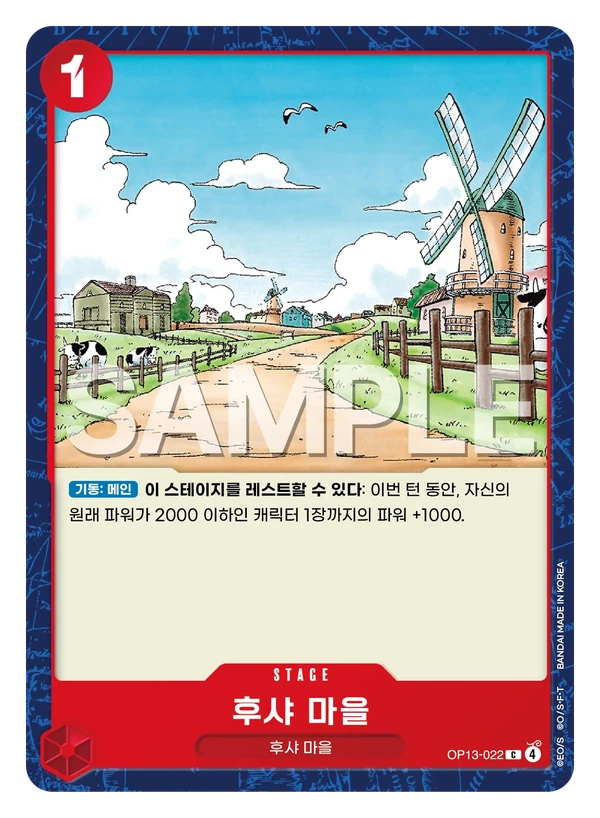 1
SAMPLE
기동: 메인 이 스테이지를 레스트할 수 있다: 이번 턴 동안, 자신의
원래 파워가 2000 이하인 캐릭터 1장까지의 파워 +1000.
STAGE
후샤 마을
후샤 마을
OP13-022 C 4
©E.O/S. ©O/S·F·T· BANDAI MADE IN KOREA